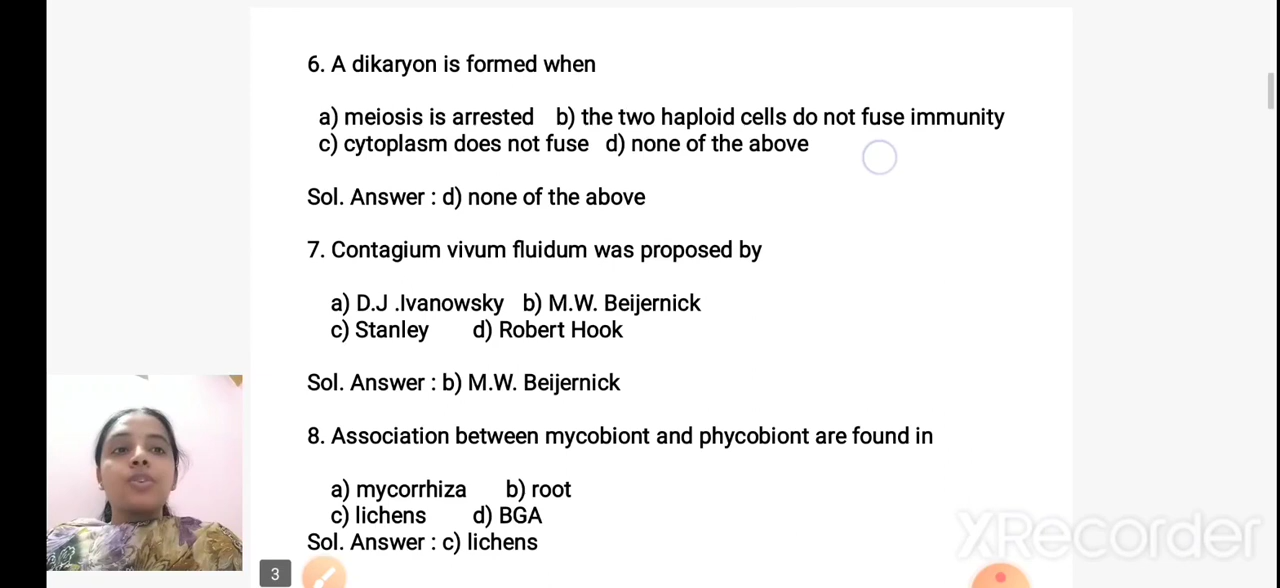 6. A dikaryon is formed when
a) meiosis is arrested b) the two haploid cells do not fuse immunity
c) cytoplasm does not fuse d) none of the above
Sol. Answer : d) none of the above
7. Contagium vivum fluidum was proposed by
a) D.J .Ivanowsky b) M.W. Beijernick
c) Stanley d) Robert Hook
Sol. Answer : b) M.W. Beijernick
8. Association between mycobiont and phycobiont are found in
a) mycorrhiza b) root
c) lichens d) BGA
Sol. Answer : c) lichens
XRecorder
3